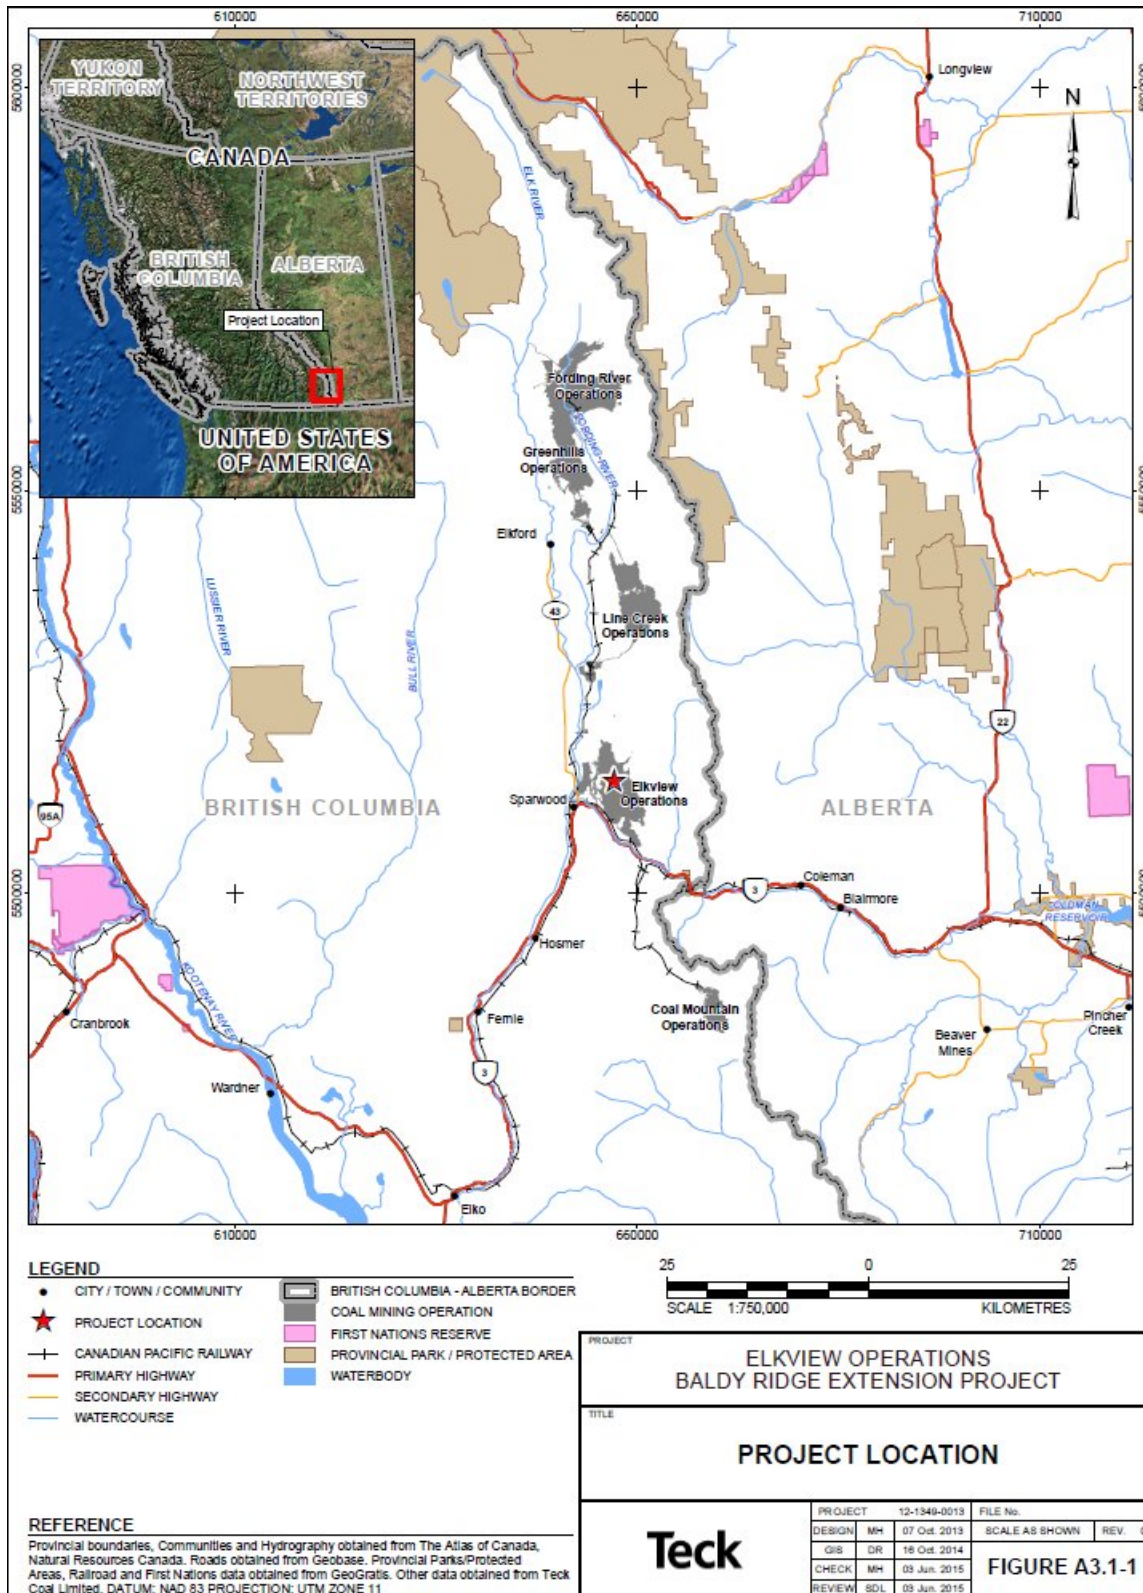 610000 660000 710000
5600000
YUKON
TERRITORY
NORTHWEST
TERRITORIES
CANADA
BRITISH
COLUMBIA
ALBERTA
Project Location
UNITED STATES
OF AMERICA
Longview
N
ELK RIVER
Fording River
Operations
FORDING RIVER
Greenhills
Operations
5550000
Elkford
LUSSIER RIVER
BULL RIVER
43
Line Creek
Operations
22
Elkview
Operations
BRITISH COLUMBIA
Sparwood
ALBERTA
95A
Coleman
3
Blairmore
5500000
OLDMAN
RESERVOIR
Hosmer
KOOTENAY RIVER
Cranbrook
Fernie
Coal Mountain
Operations
Pincher
Creek
Beaver
Mines
3
Wardner
Elko
610000 660000 710000
LEGEND
CITY / TOWN / COMMUNITY
PROJECT LOCATION
CANADIAN PACIFIC RAILWAY
PRIMARY HIGHWAY
SECONDARY HIGHWAY
WATERCOURSE
BRITISH COLUMBIA - ALBERTA BORDER
COAL MINING OPERATION
FIRST NATIONS RESERVE
PROVINCIAL PARK / PROTECTED AREA
WATERBODY
25 0 25
SCALE 1:750,000 KILOMETRES
PROJECT
ELKVIEW OPERATIONS
BALDY RIDGE EXTENSION PROJECT
TITLE
PROJECT LOCATION
REFERENCE
Provincial boundaries, Communities and Hydrography obtained from The Atlas of Canada,
Natural Resources Canada. Roads obtained from Geobase. Provincial Parks/Protected
Areas, Railroad and First Nations data obtained from GeoGratis. Other data obtained from Teck
Coal Limited. DATUM: NAD 83 PROJECTION: UTM ZONE 11
Teck
PROJECT 12-1349-0013 FILE No.
DESIGN MH 07 Oct. 2013 SCALE AS SHOWN REV.
GIS DR 16 Oct. 2014
CHECK MH 03 Jun. 2015
REVIEW SDL 03 Jun. 2015
FIGURE A3.1-1